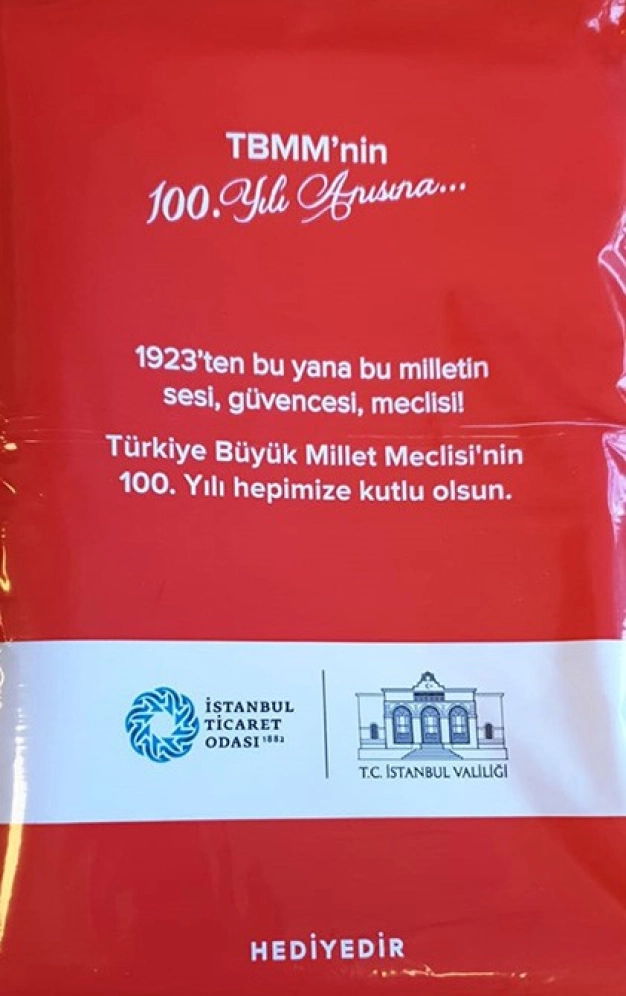 TBMM'nin
100. Yılı Anısına...
1923'ten bu yana bu milletin
sesi, güvencesi, meclisi!
Türkiye Büyük Millet Meclisi'nin
100. Yılı hepimize kutlu olsun.
İSTANBUL
TİCARET
ODASI 1882
T.C. İSTANBUL VALİLİĞİ
HEDİYEDİR